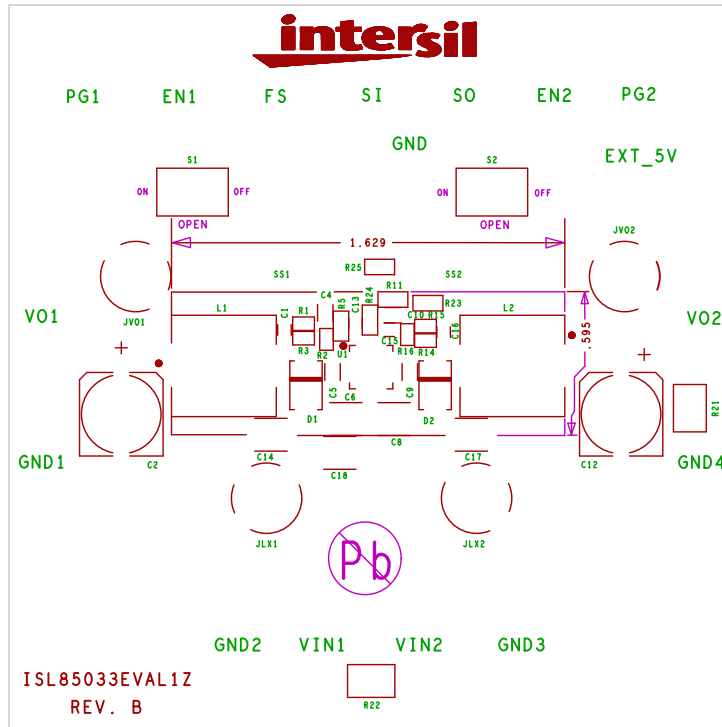 intersil
PG1 EN1 FS SI SO EN2 PG2
GND
EXT_5V
S1 S2
ON OFF ON OFF
OPEN OPEN
JVO2
1.629
R25
SS1 SS2
R11
C4 R24 R23
C13
R5
VO1 L1 C1 R1 C10 R15 C16 L2 VO2
JVO1
.595
R3 R2 U1 C15 R16 R14
C5 C6 C9
R21
D1 C8 D2
GND1 C2 C14 C17 C12 GND4
C18
JLX1 JLX2
Pb
GND2 VIN1 VIN2 GND3
ISL85033EVAL1Z
REV. B
R22